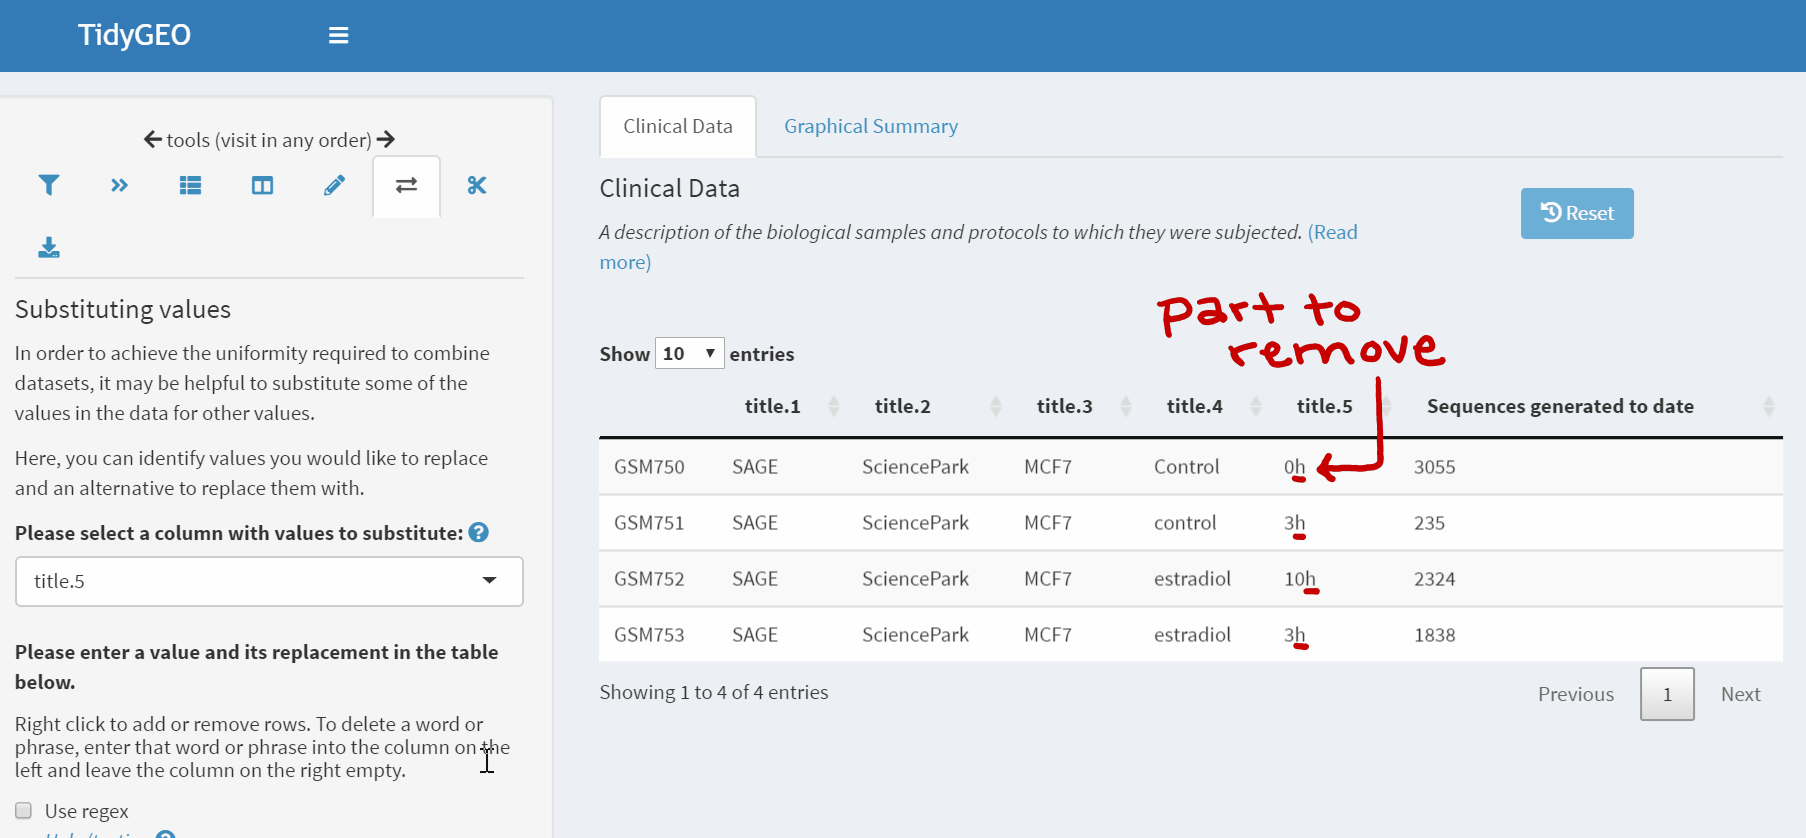 TidyGEO
tools (visit in any order)
Substituting values
In order to achieve the uniformity required to combine
datasets, it may be helpful to substitute some of the
values in the data for other values.
Here, you can identify values you would like to replace
and an alternative to replace them with.
Please select a column with values to substitute:
title.5
Please enter a value and its replacement in the table
below.
Right click to add or remove rows. To delete a word or
phrase, enter that word or phrase into the column on the
left and leave the column on the right empty.
Use regex
Clinical Data Graphical Summary
Clinical Data
Reset
A description of the biological samples and protocols to which they were subjected. (Read
more)
part to
remove
Show 10 entries
title.1 title.2 title.3 title.4 title.5 Sequences generated to date
GSM750 SAGE SciencePark MCF7 Control 0h 3055
GSM751 SAGE SciencePark MCF7 control 3h 235
GSM752 SAGE SciencePark MCF7 estradiol 10h 2324
GSM753 SAGE SciencePark MCF7 estradiol 3h 1838
Showing 1 to 4 of 4 entries
Previous 1 Next